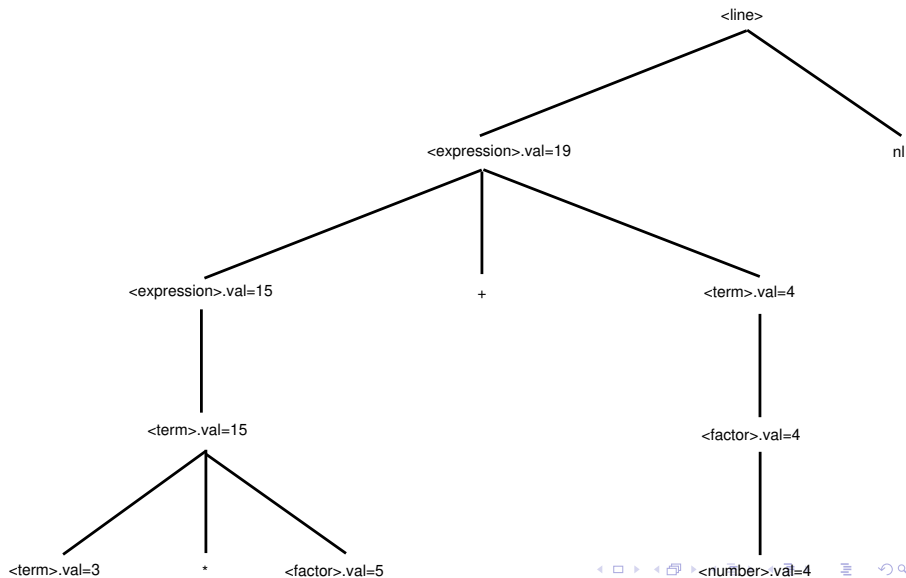 <line>
<expression>.val=19 nl
<expression>.val=15 + <term>.val=4
<term>.val=15 <factor>.val=4
<term>.val=3 * <factor>.val=5 <number>.val=4